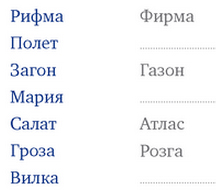 Рифма Фирма
Полет ........................
Загон Газон
Мария ........................
Салат Атлас
Гроза Розга
Вилка ........................